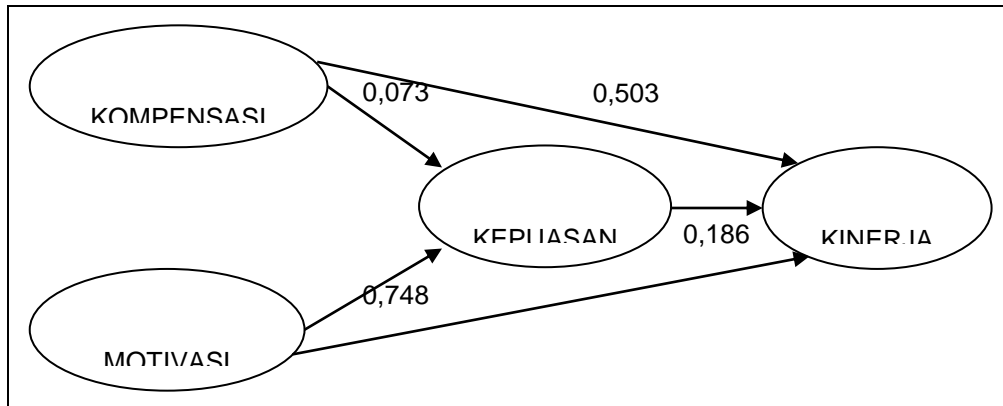 KOMPENSASI
0,073
0,503
KEPUASAN
0,186
KINERJA
0,748
MOTIVASI